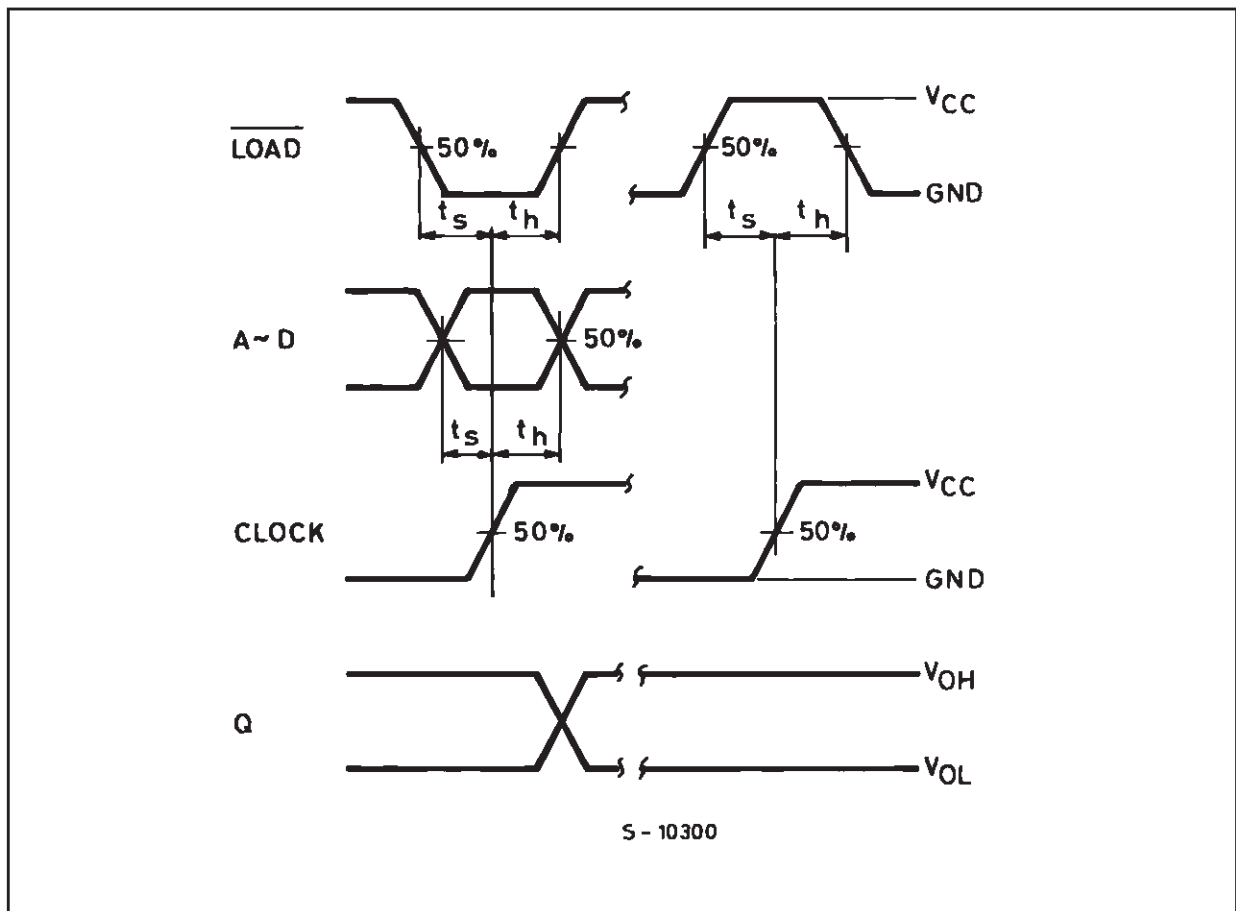 V_CC
LOAD 50% 50%
GND
t_s t_h t_s t_h
A~D 50%
t_s t_h
V_CC
CLOCK 50% 50%
GND
V_OH
Q
V_OL
S-10300